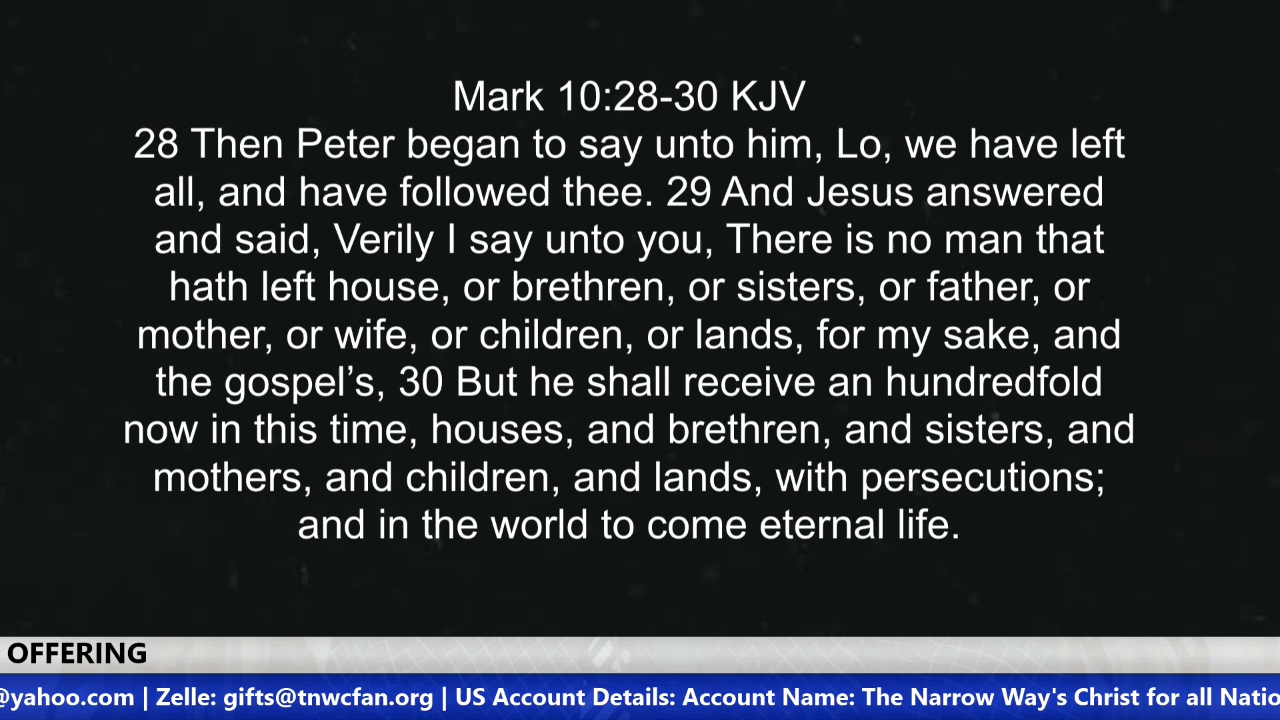 Mark 10:28-30 KJV
28 Then Peter began to say unto him, Lo, we have left
all, and have followed thee. 29 And Jesus answered
and said, Verily I say unto you, There is no man that
hath left house, or brethren, or sisters, or father, or
mother, or wife, or children, or lands, for my sake, and
the gospel’s, 30 But he shall receive an hundredfold
now in this time, houses, and brethren, and sisters, and
mothers, and children, and lands, with persecutions;
and in the world to come eternal life.
OFFERING
@yahoo.com | Zelle: gifts@tnwcfan.org | US Account Details: Account Name: The Narrow Way's Christ for all Natio